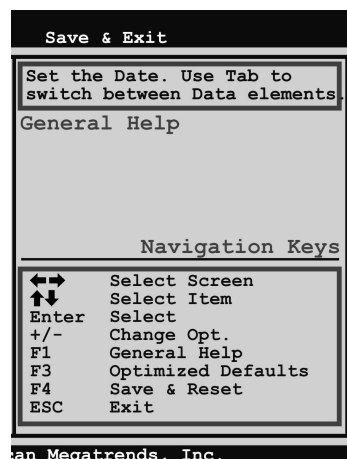 Save & Exit
Set the Date. Use Tab to
switch between Data elements.
General Help
Navigation Keys
←→ Select Screen
↑↓ Select Item
Enter Select
+/- Change Opt.
F1 General Help
F3 Optimized Defaults
F4 Save & Reset
ESC Exit
an Megatrends, Inc.